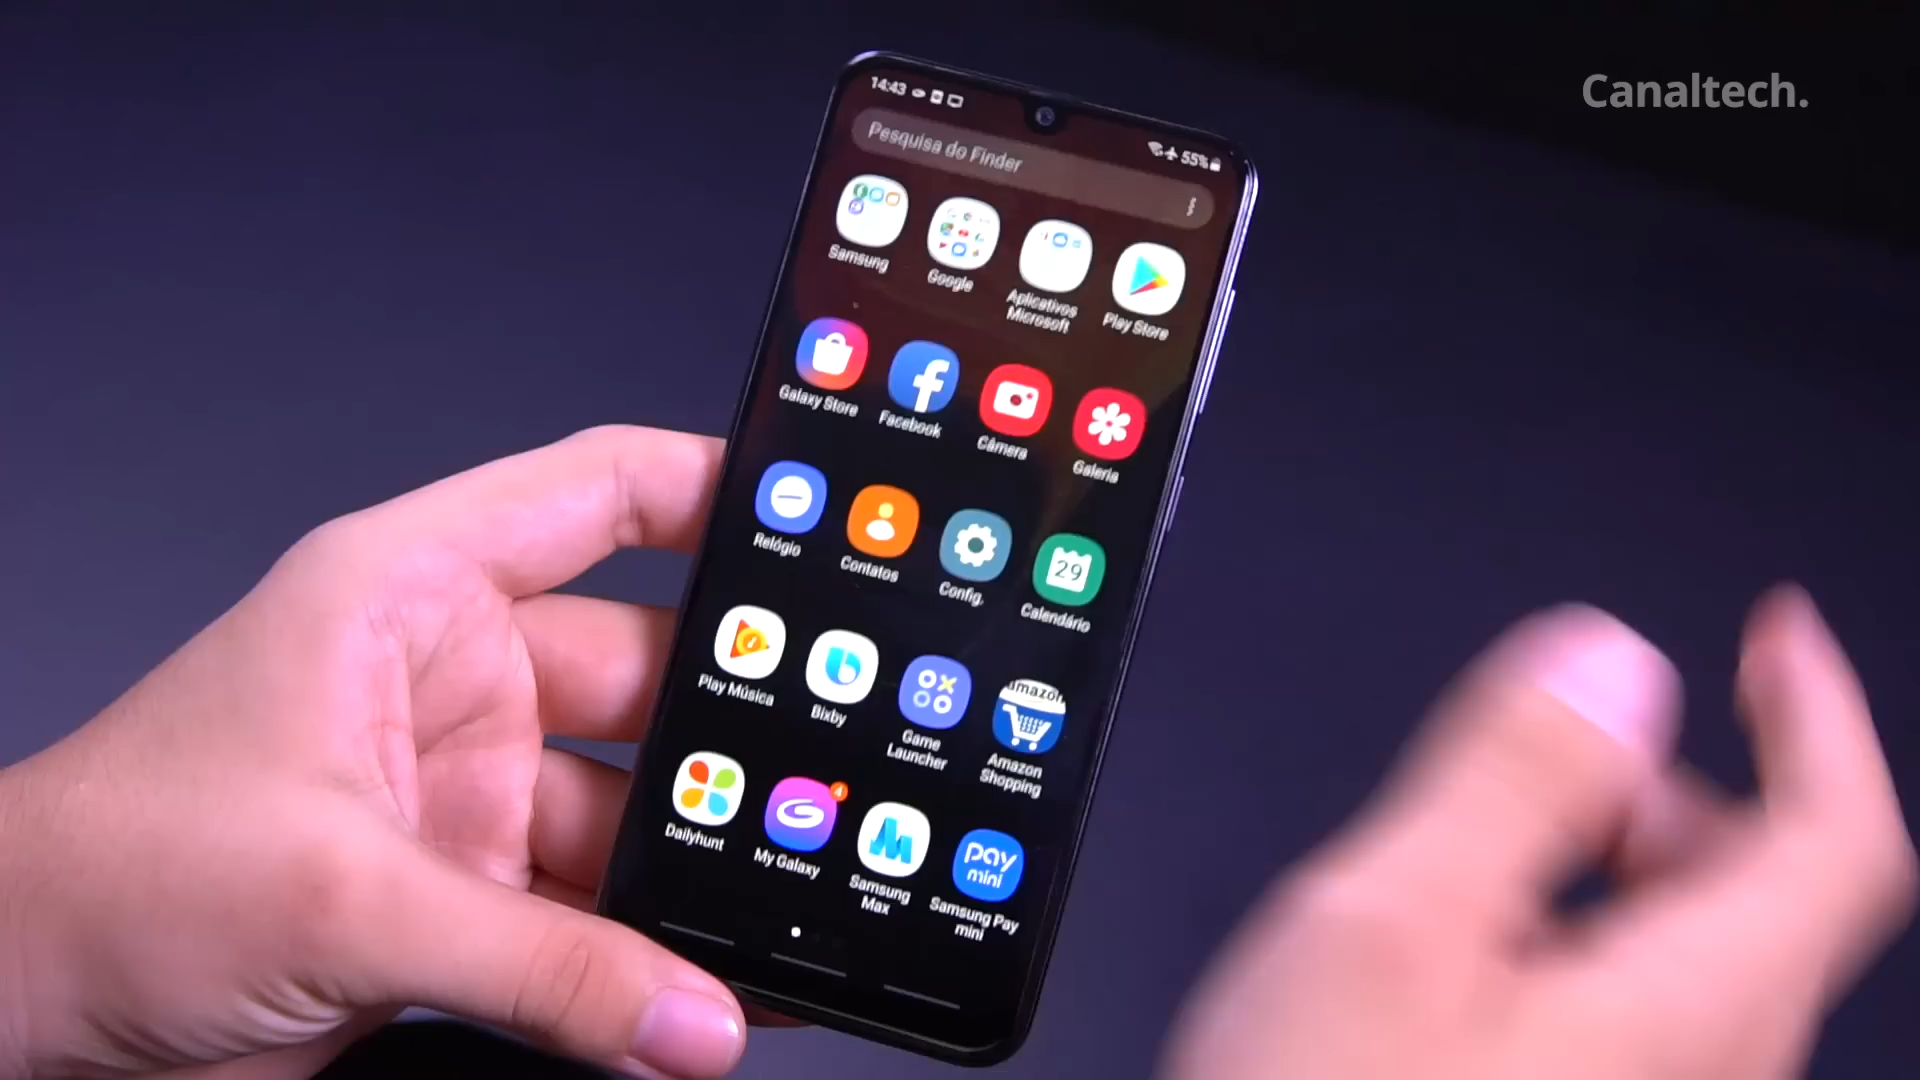 Canaltech.
14:43
55%
Pesquisa do Finder
Samsung
Google
Aplicativos
Microsoft
Play Store
Galaxy Store
Facebook
Câmera
Galeria
Relógio
Contatos
Config.
29
Calendário
Play Música
Bixby
Game
Launcher
amazon
Amazon
Shopping
Dailyhunt
4
My Galaxy
Samsung
Max
pay
mini
Samsung Pay
mini